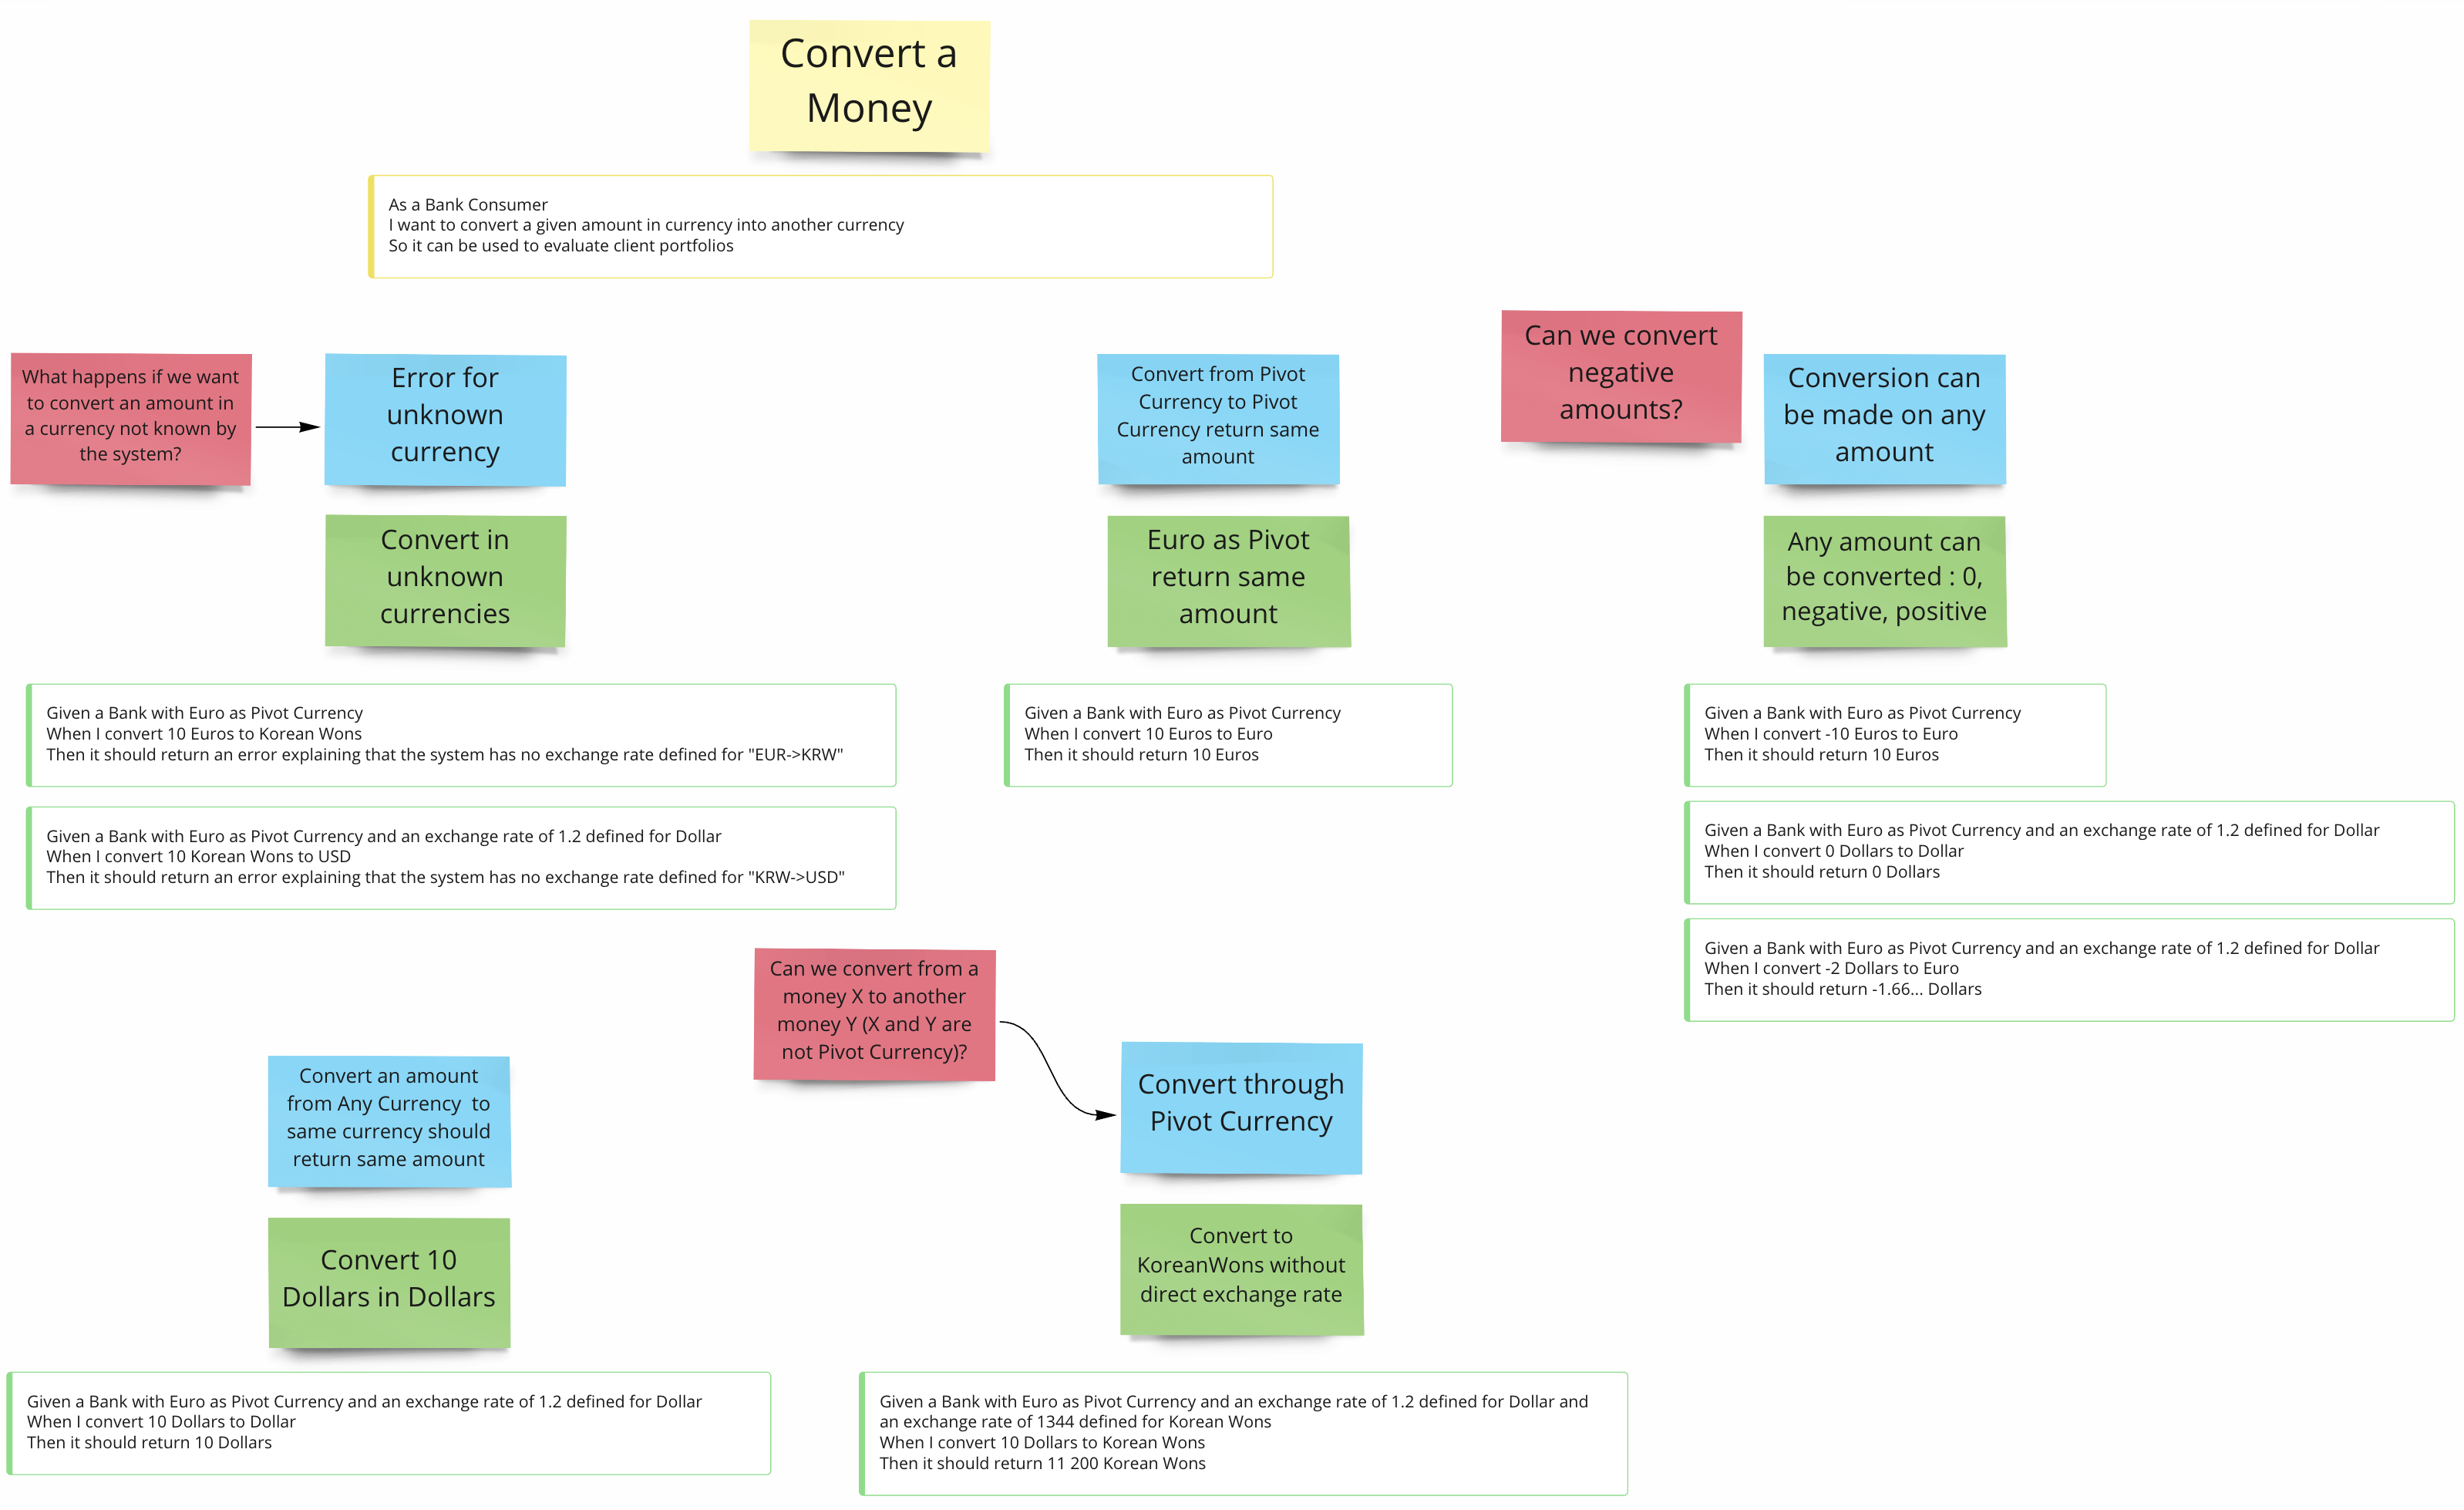 Convert a
Money
As a Bank Consumer
I want to convert a given amount in currency into another currency
So it can be used to evaluate client portfolios
What happens if we want
to convert an amount in
a currency not known by
the system?
Error for
unknown
currency
Convert in
unknown
currencies
Given a Bank with Euro as Pivot Currency
When I convert 10 Euros to Korean Wons
Then it should return an error explaining that the system has no exchange rate defined for "EUR->KRW"
Given a Bank with Euro as Pivot Currency and an exchange rate of 1.2 defined for Dollar
When I convert 10 Korean Wons to USD
Then it should return an error explaining that the system has no exchange rate defined for "KRW->USD"
Convert from Pivot
Currency to Pivot
Currency return same
amount
Euro as Pivot
return same
amount
Given a Bank with Euro as Pivot Currency
When I convert 10 Euros to Euro
Then it should return 10 Euros
Can we convert
negative
amounts?
Conversion can
be made on any
amount
Any amount can
be converted : 0,
negative, positive
Given a Bank with Euro as Pivot Currency
When I convert -10 Euros to Euro
Then it should return 10 Euros
Given a Bank with Euro as Pivot Currency and an exchange rate of 1.2 defined for Dollar
When I convert 0 Dollars to Dollar
Then it should return 0 Dollars
Given a Bank with Euro as Pivot Currency and an exchange rate of 1.2 defined for Dollar
When I convert -2 Dollars to Euro
Then it should return -1.66... Dollars
Convert an amount
from Any Currency  to
same currency should
return same amount
Convert 10
Dollars in Dollars
Given a Bank with Euro as Pivot Currency and an exchange rate of 1.2 defined for Dollar
When I convert 10 Dollars to Dollar
Then it should return 10 Dollars
Can we convert from a
money X to another
money Y (X and Y are
not Pivot Currency)?
Convert through
Pivot Currency
Convert to
KoreanWons without
direct exchange rate
Given a Bank with Euro as Pivot Currency and an exchange rate of 1.2 defined for Dollar and
an exchange rate of 1344 defined for Korean Wons
When I convert 10 Dollars to Korean Wons
Then it should return 11 200 Korean Wons